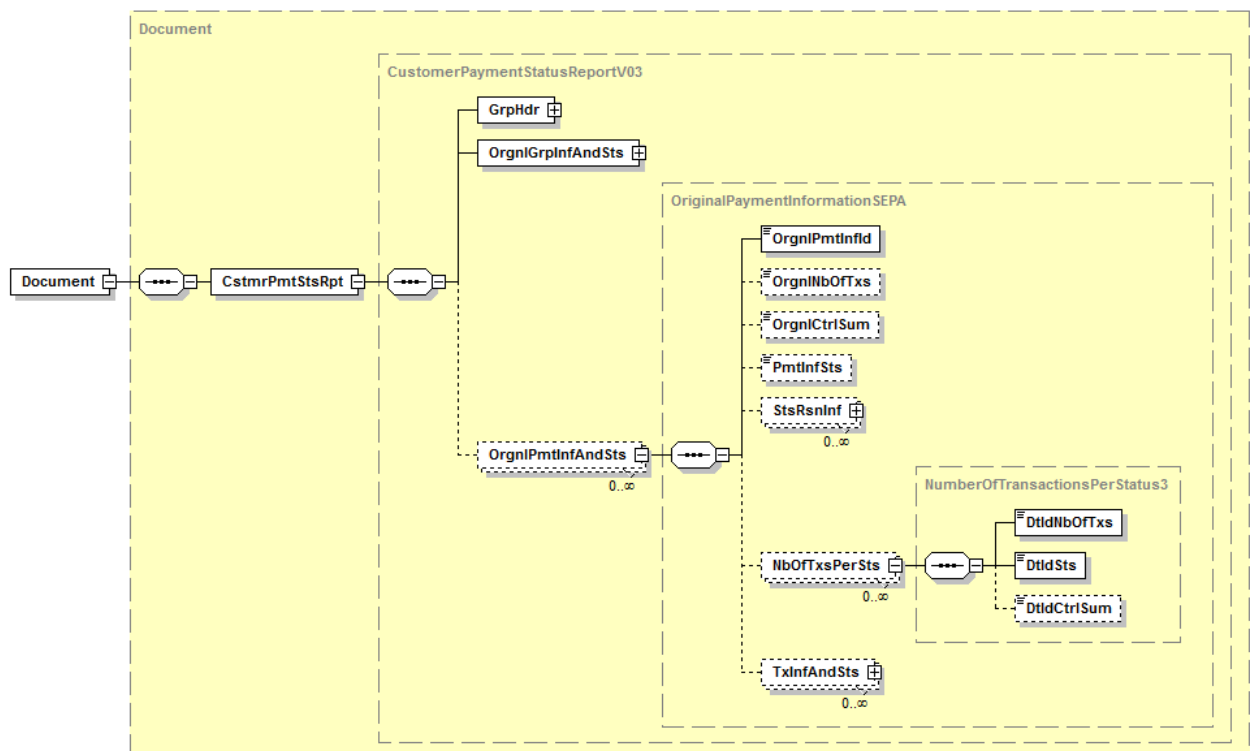 Document
CustomerPaymentStatusReportV03
GrpHdr
OrgnlGrpInfAndSts
OriginalPaymentInformationSEPA
OrgnlPmtInfId
OrgnlNbOfTxs
OrgnlCtrlSum
PmtInfSts
StsRsnInf
0..∞
Document
CstmrPmtStsRpt
OrgnlPmtInfAndSts
0..∞
NumberOfTransactionsPerStatus3
DtldNbOfTxs
DtldSts
DtldCtrlSum
NbOfTxsPerSts
0..∞
TxInfAndSts
0..∞